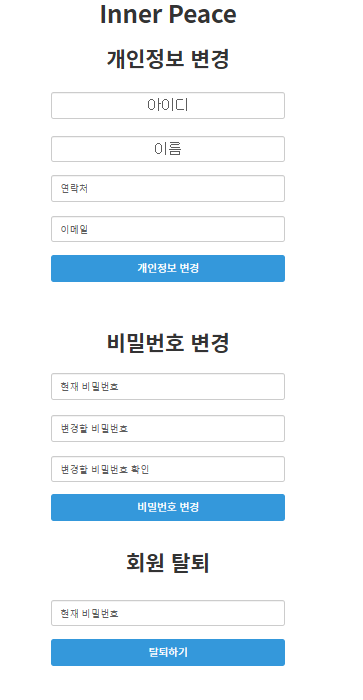 Inner Peace
개인정보 변경
아이디
이름
연락처
이메일
개인정보 변경
비밀번호 변경
현재 비밀번호
변경할 비밀번호
변경할 비밀번호 확인
비밀번호 변경
회원 탈퇴
현재 비밀번호
탈퇴하기